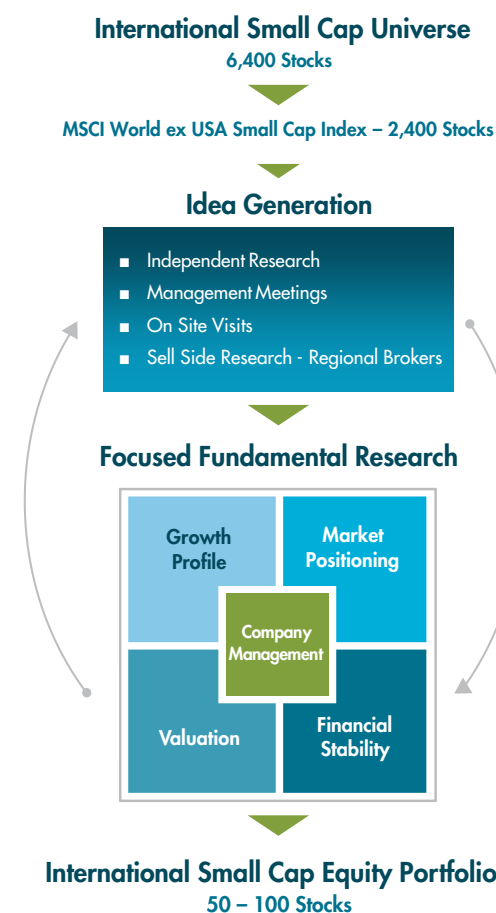 International Small Cap Universe
6,400 Stocks
MSCI World ex USA Small Cap Index – 2,400 Stocks
Idea Generation
■ Independent Research
■ Management Meetings
■ On Site Visits
■ Sell Side Research - Regional Brokers
Focused Fundamental Research
Growth
Profile
Market
Positioning
Company
Management
Valuation
Financial
Stability
International Small Cap Equity Portfolio
50 – 100 Stocks